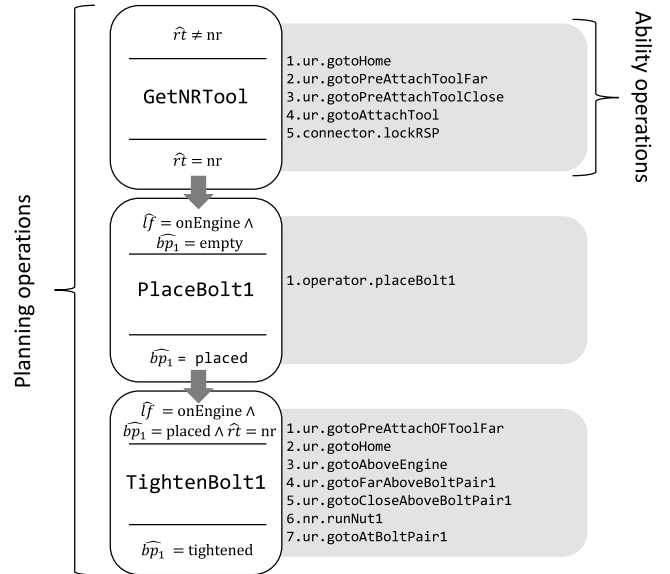 Planning operations
Ability operations
r͡t ≠ nr
GetNRTool
r͡t = nr
1.ur.gotoHome
2.ur.gotoPreAttachToolFar
3.ur.gotoPreAttachToolClose
4.ur.gotoAttachTool
5.connector.lockRSP
l͡f = onEngine ∧
b͡p₁ = empty
PlaceBolt1
b͡p₁ = placed
1.operator.placeBolt1
l͡f = onEngine ∧
b͡p₁ = placed ∧ r͡t = nr
TightenBolt1
b͡p₁ = tightened
1.ur.gotoPreAttachOFToolFar
2.ur.gotoHome
3.ur.gotoAboveEngine
4.ur.gotoFarAboveBoltPair1
5.ur.gotoCloseAboveBoltPair1
6.nr.runNut1
7.ur.gotoAtBoltPair1